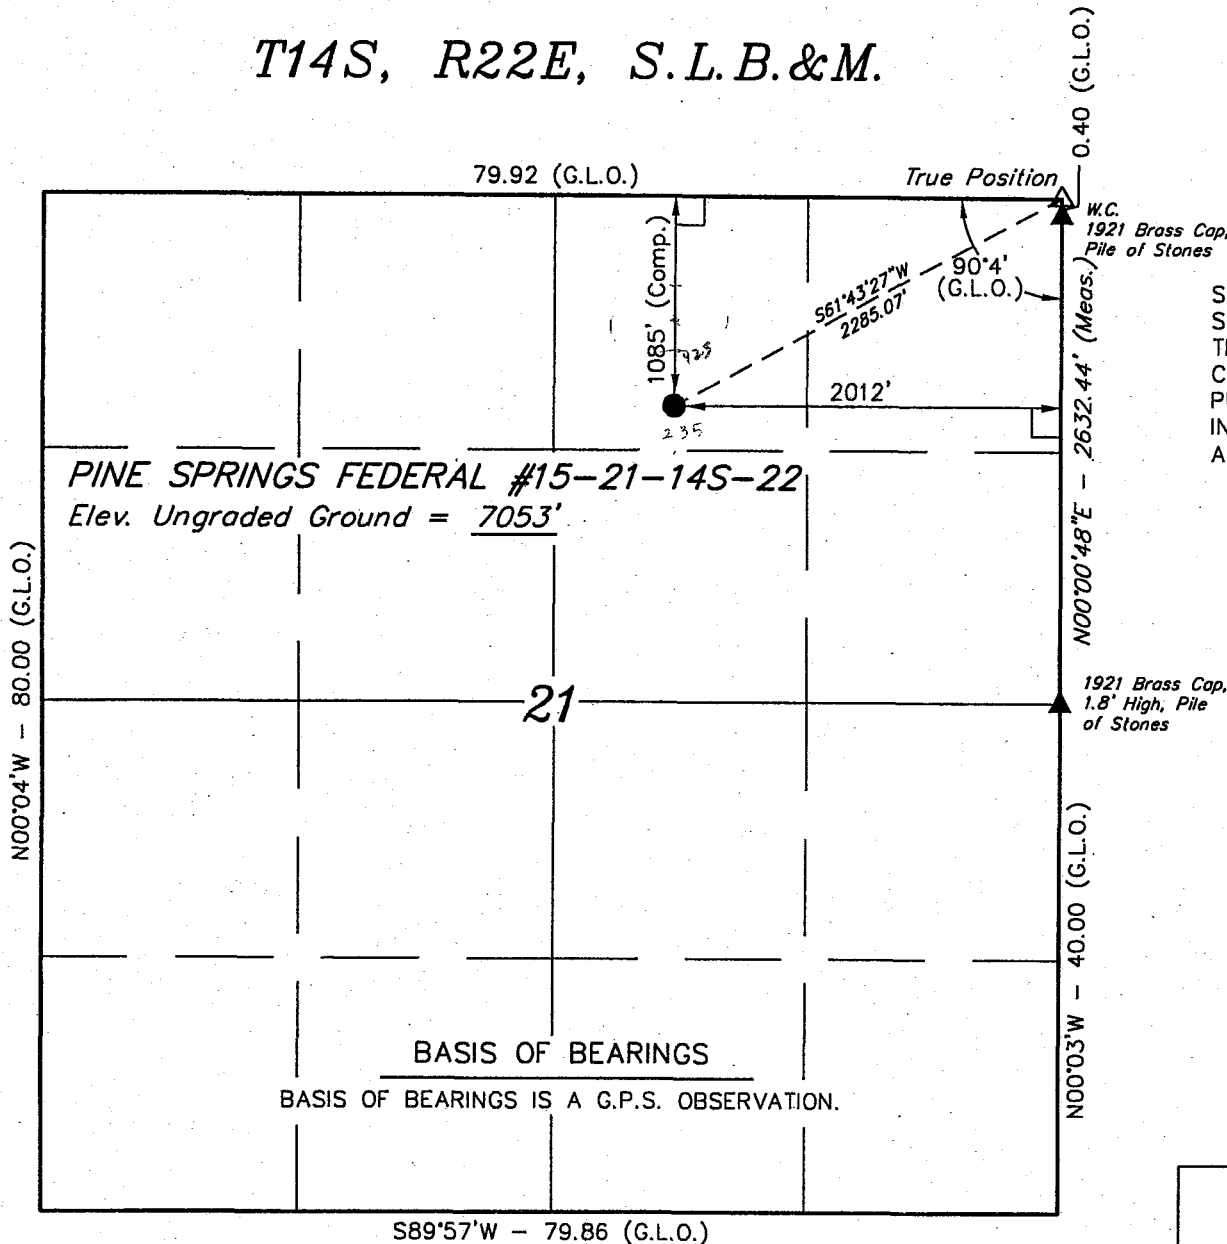 T14S, R22E, S.L.B.&M.
0.40 (G.L.O.)
79.92 (G.L.O.)
True Position
W.C.
1921 Brass Cap,
Pile of Stones
90°4'
(G.L.O.)
S61°43'27"W
2285.07'
1085' (Comp.)
928
2012'
235
N00°00'48"E - 2632.44' (Meas.)
PINE SPRINGS FEDERAL #15-21-14S-22
Elev. Ungraded Ground = 7053'
N00°04'W - 80.00 (G.L.O.)
21
1921 Brass Cap,
1.8' High, Pile
of Stones
N00°03'W - 40.00 (G.L.O.)
BASIS OF BEARINGS
BASIS OF BEARINGS IS A G.P.S. OBSERVATION.
S89°57'W - 79.86 (G.L.O.)